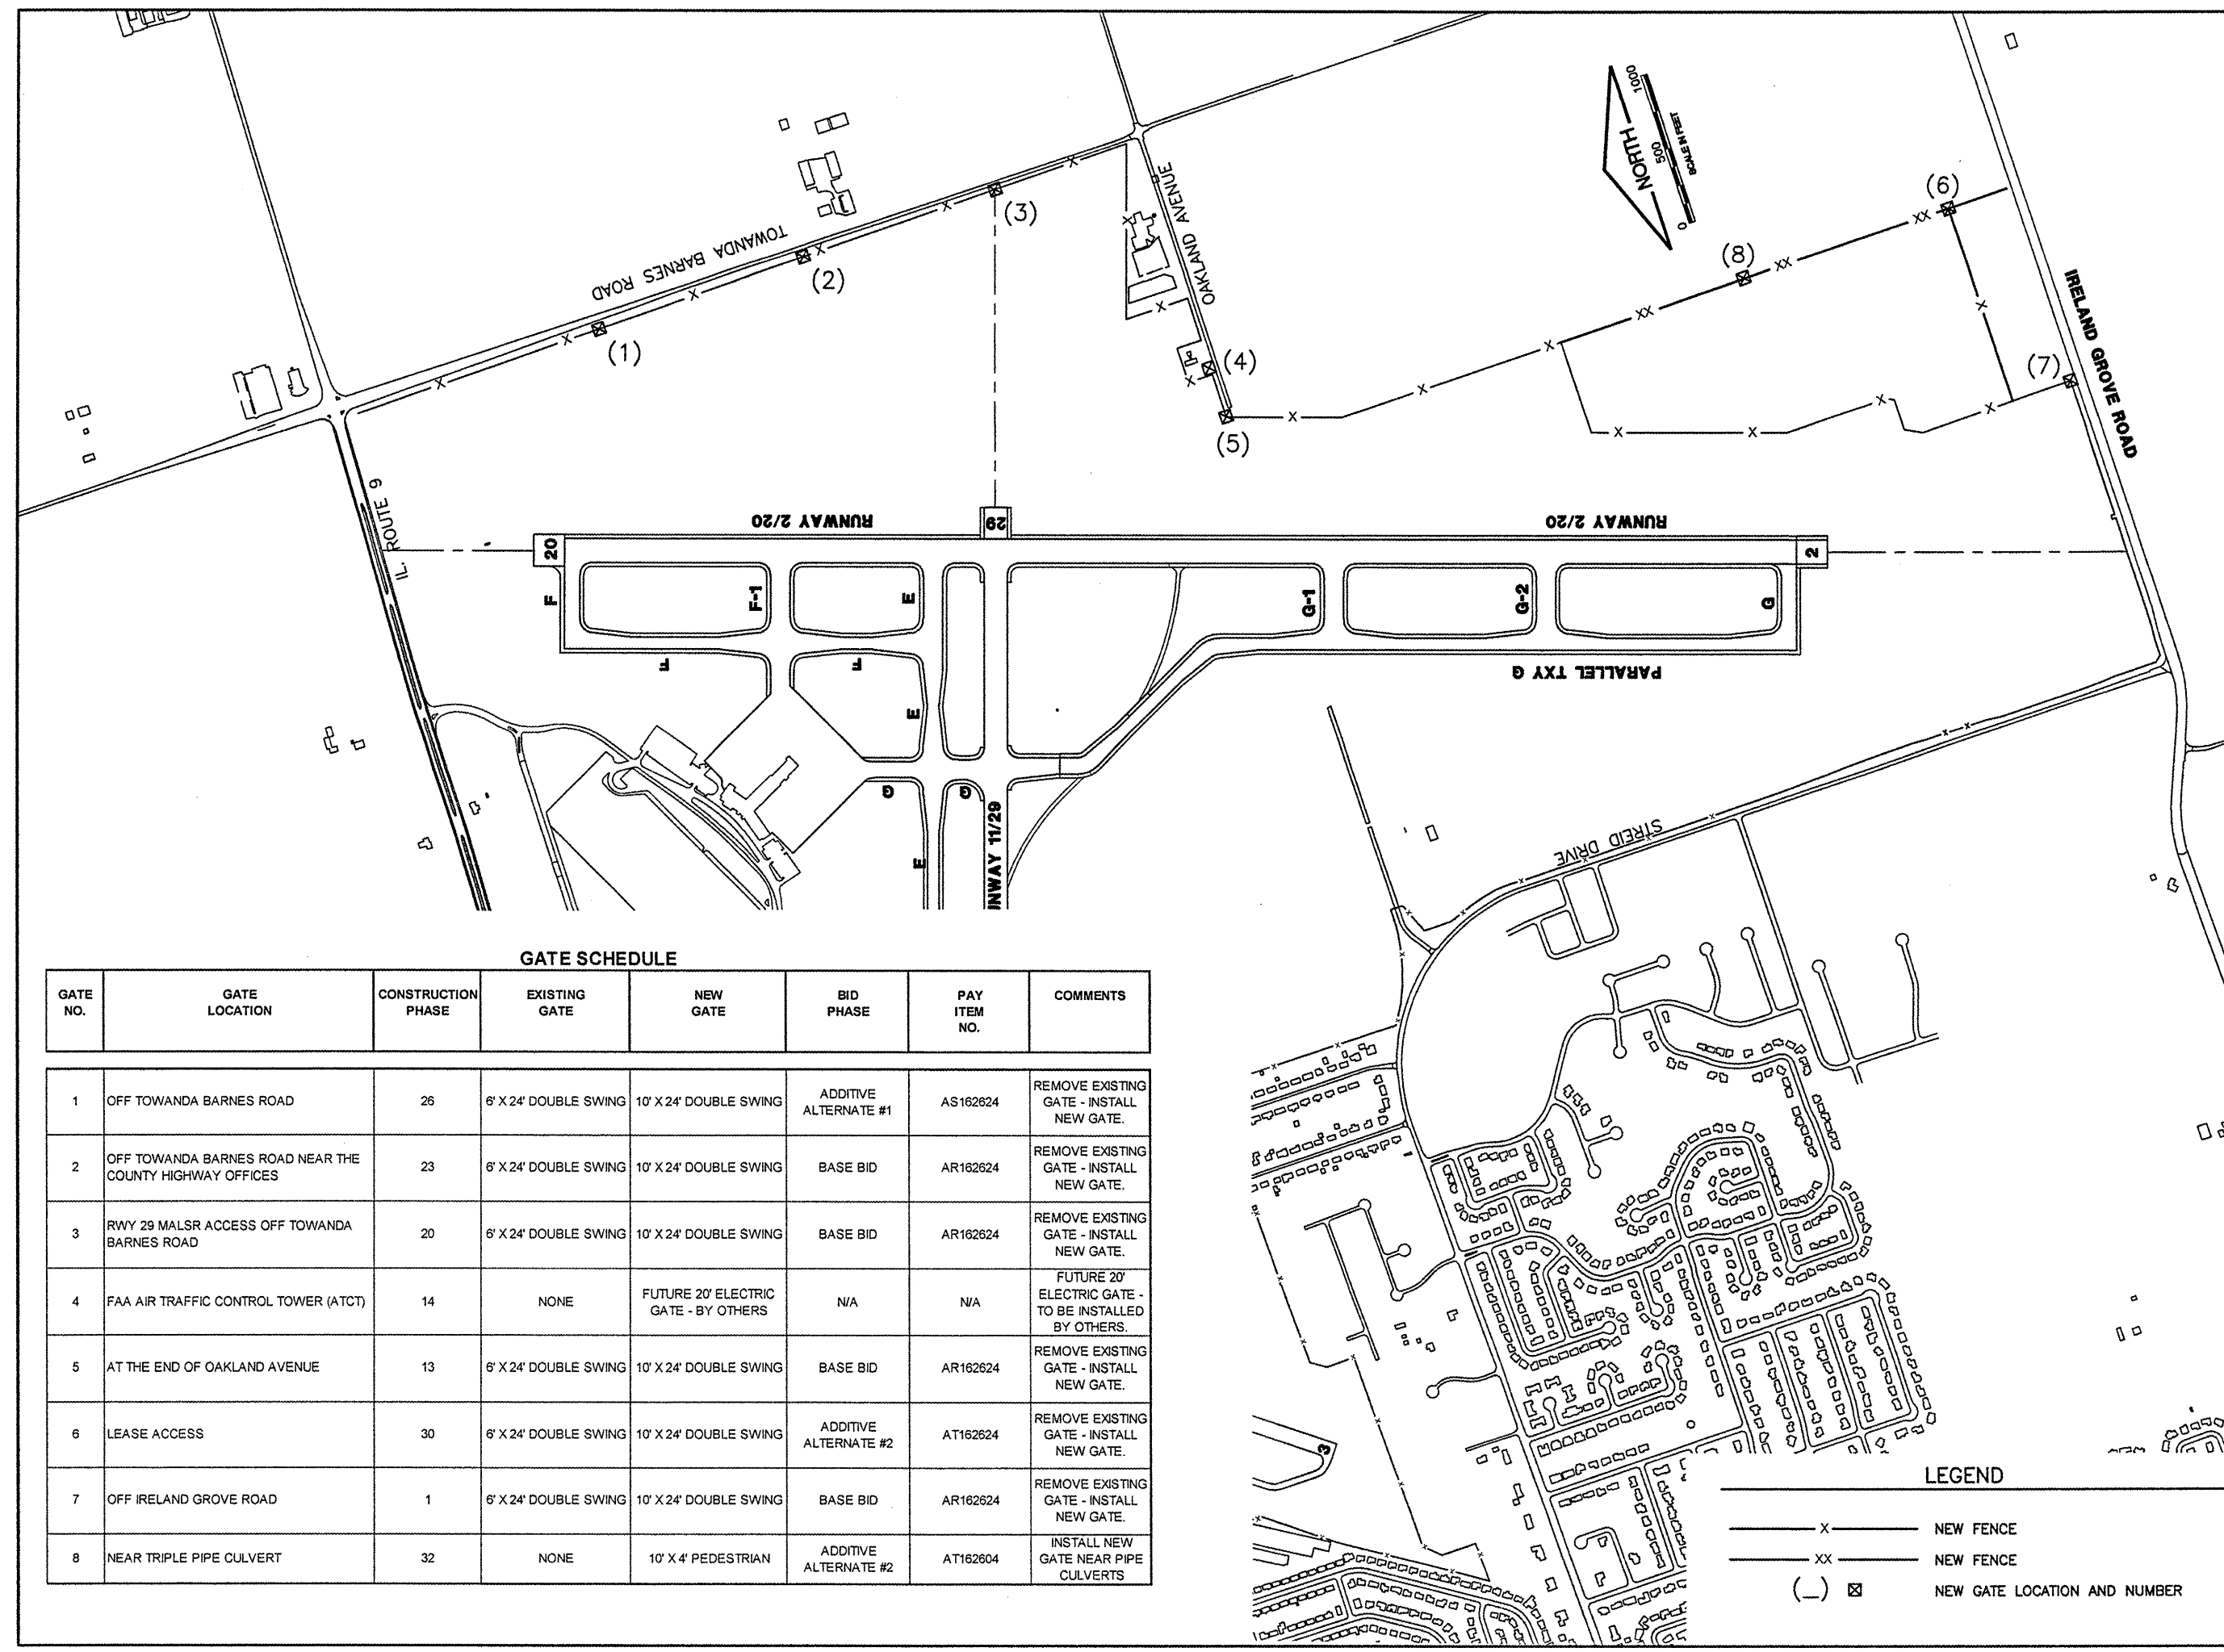 1000
500
0
SCALE IN FEET
NORTH
(6)
(3)
(8)
OAKLAND AVENUE
TOWANDA BARNES ROAD
(2)
IRELAND GROVE ROAD
(1)
(4)
(7)
(5)
IL. ROUTE 9
RUNWAY 2/20
29
RUNWAY 2/20
20
2
F
F-1
E
G-1
G-2
G
F
F
PARALLEL TXY G
E
G
G
E
NWAY 11/29
STREID DRIVE
3
GATE SCHEDULE
GATE NO.
GATE LOCATION
CONSTRUCTION PHASE
EXISTING GATE
NEW GATE
BID PHASE
PAY ITEM NO.
COMMENTS
1
OFF TOWANDA BARNES ROAD
26
6' X 24' DOUBLE SWING
10' X 24' DOUBLE SWING
ADDITIVE ALTERNATE #1
AS162624
REMOVE EXISTING GATE - INSTALL NEW GATE.
2
OFF TOWANDA BARNES ROAD NEAR THE COUNTY HIGHWAY OFFICES
23
6' X 24' DOUBLE SWING
10' X 24' DOUBLE SWING
BASE BID
AR162624
REMOVE EXISTING GATE - INSTALL NEW GATE.
3
RWY 29 MALSR ACCESS OFF TOWANDA BARNES ROAD
20
6' X 24' DOUBLE SWING
10' X 24' DOUBLE SWING
BASE BID
AR162624
REMOVE EXISTING GATE - INSTALL NEW GATE.
4
FAA AIR TRAFFIC CONTROL TOWER (ATCT)
14
NONE
FUTURE 20' ELECTRIC GATE - BY OTHERS
N/A
N/A
FUTURE 20' ELECTRIC GATE - TO BE INSTALLED BY OTHERS.
5
AT THE END OF OAKLAND AVENUE
13
6' X 24' DOUBLE SWING
10' X 24' DOUBLE SWING
BASE BID
AR162624
REMOVE EXISTING GATE - INSTALL NEW GATE.
6
LEASE ACCESS
30
6' X 24' DOUBLE SWING
10' X 24' DOUBLE SWING
ADDITIVE ALTERNATE #2
AT162624
REMOVE EXISTING GATE - INSTALL NEW GATE.
7
OFF IRELAND GROVE ROAD
1
6' X 24' DOUBLE SWING
10' X 24' DOUBLE SWING
BASE BID
AR162624
REMOVE EXISTING GATE - INSTALL NEW GATE.
8
NEAR TRIPLE PIPE CULVERT
32
NONE
10' X 4' PEDESTRIAN
ADDITIVE ALTERNATE #2
AT162604
INSTALL NEW GATE NEAR PIPE CULVERTS
LEGEND
X NEW FENCE
XX NEW FENCE
(_) NEW GATE LOCATION AND NUMBER